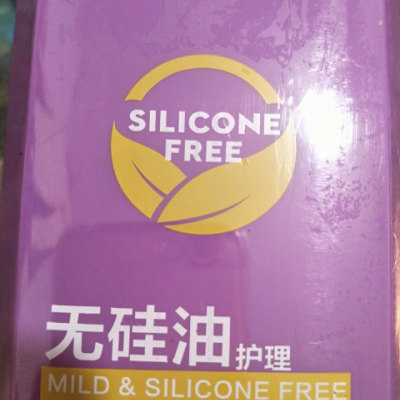 SILICONE
FREE
无硅油护理
MILD & SILICONE FREE